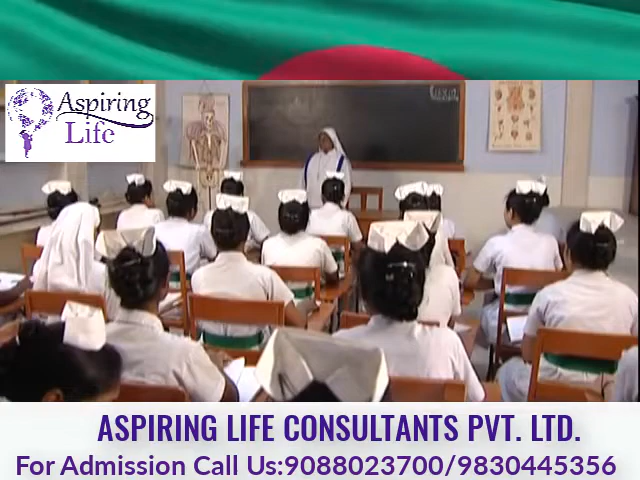 Aspiring
Life
ASPIRING LIFE CONSULTANTS PVT. LTD.
For Admission Call Us:9088023700/9830445356